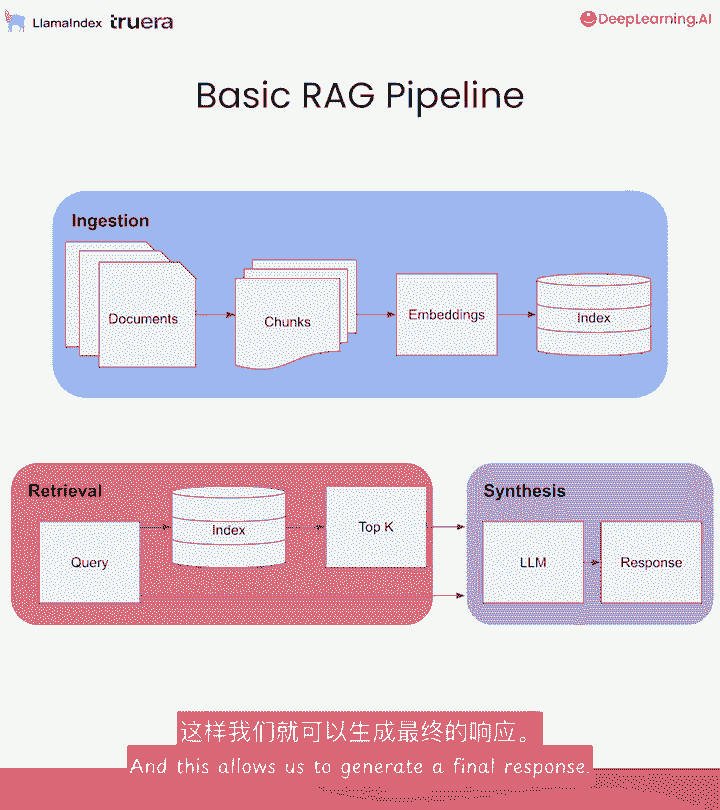 LlamaIndex truera
DeepLearning.AI
Basic RAG Pipeline
Ingestion
Documents
Chunks
Embeddings
Index
Retrieval
Query
Index
Top K
Synthesis
LLM
Response
这样我们就可以生成最终的响应。
And this allows us to generate a final response.